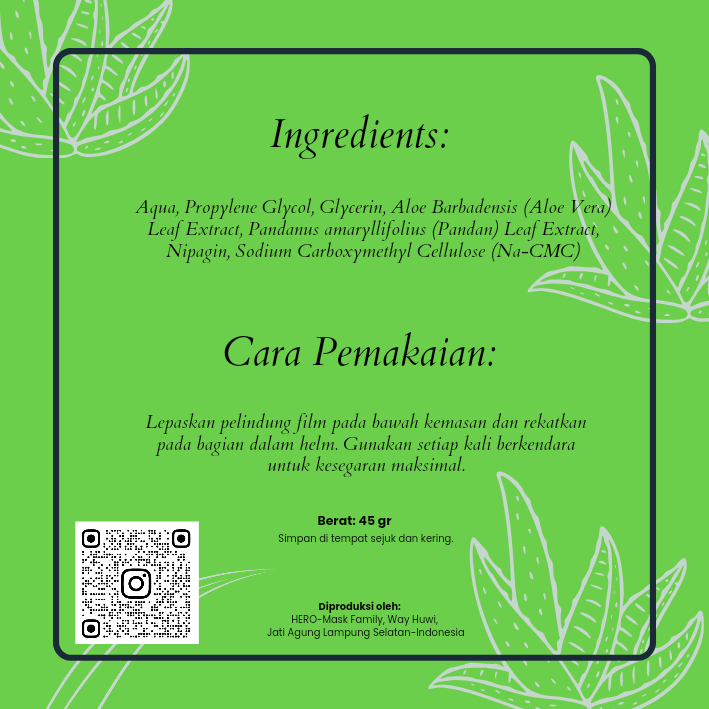 Ingredients:
Aqua, Propylene Glycol, Glycerin, Aloe Barbadensis (Aloe Vera)
Leaf Extract, Pandanus amaryllifolius (Pandan) Leaf Extract,
Nipagin, Sodium Carboxymethyl Cellulose (Na-CMC)
Cara Pemakaian:
Lepaskan pelindung film pada bawah kemasan dan rekatkan
pada bagian dalam helm. Gunakan setiap kali berkendara
untuk kesegaran maksimal.
Berat: 45 gr
Simpan di tempat sejuk dan kering.
Diproduksi oleh:
HERO-Mask Family, Way Huwi,
Jati Agung Lampung Selatan-Indonesia